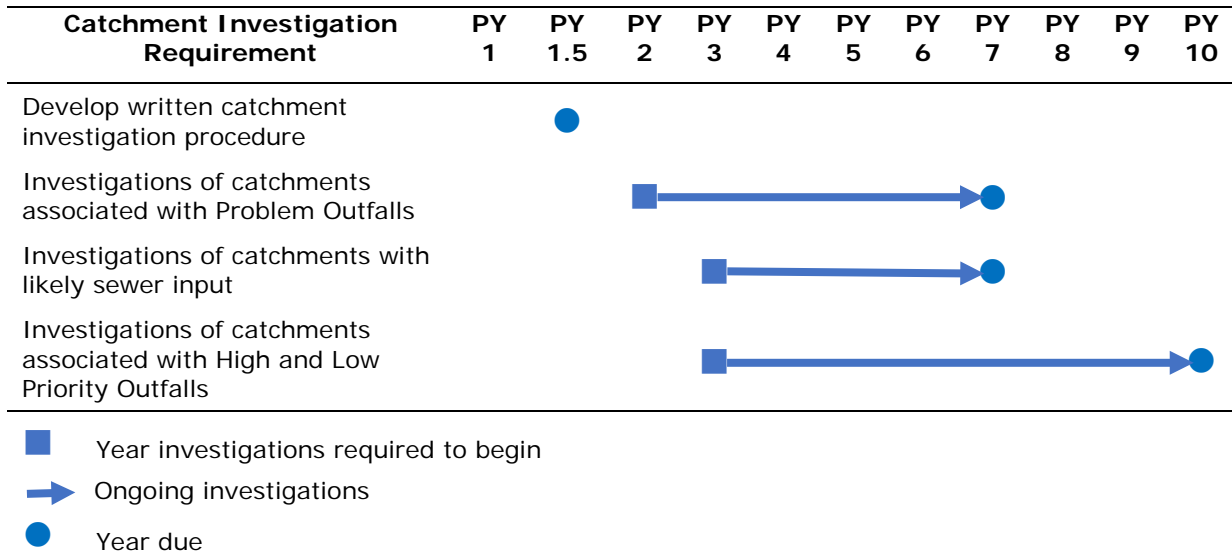 Catchment Investigation Requirement PY 1 PY 1.5 PY 2 PY 3 PY 4 PY 5 PY 6 PY 7 PY 8 PY 9 PY 10
Develop written catchment
investigation procedure
Investigations of catchments
associated with Problem Outfalls
Investigations of catchments with
likely sewer input
Investigations of catchments
associated with High and Low
Priority Outfalls
Year investigations required to begin
Ongoing investigations
Year due